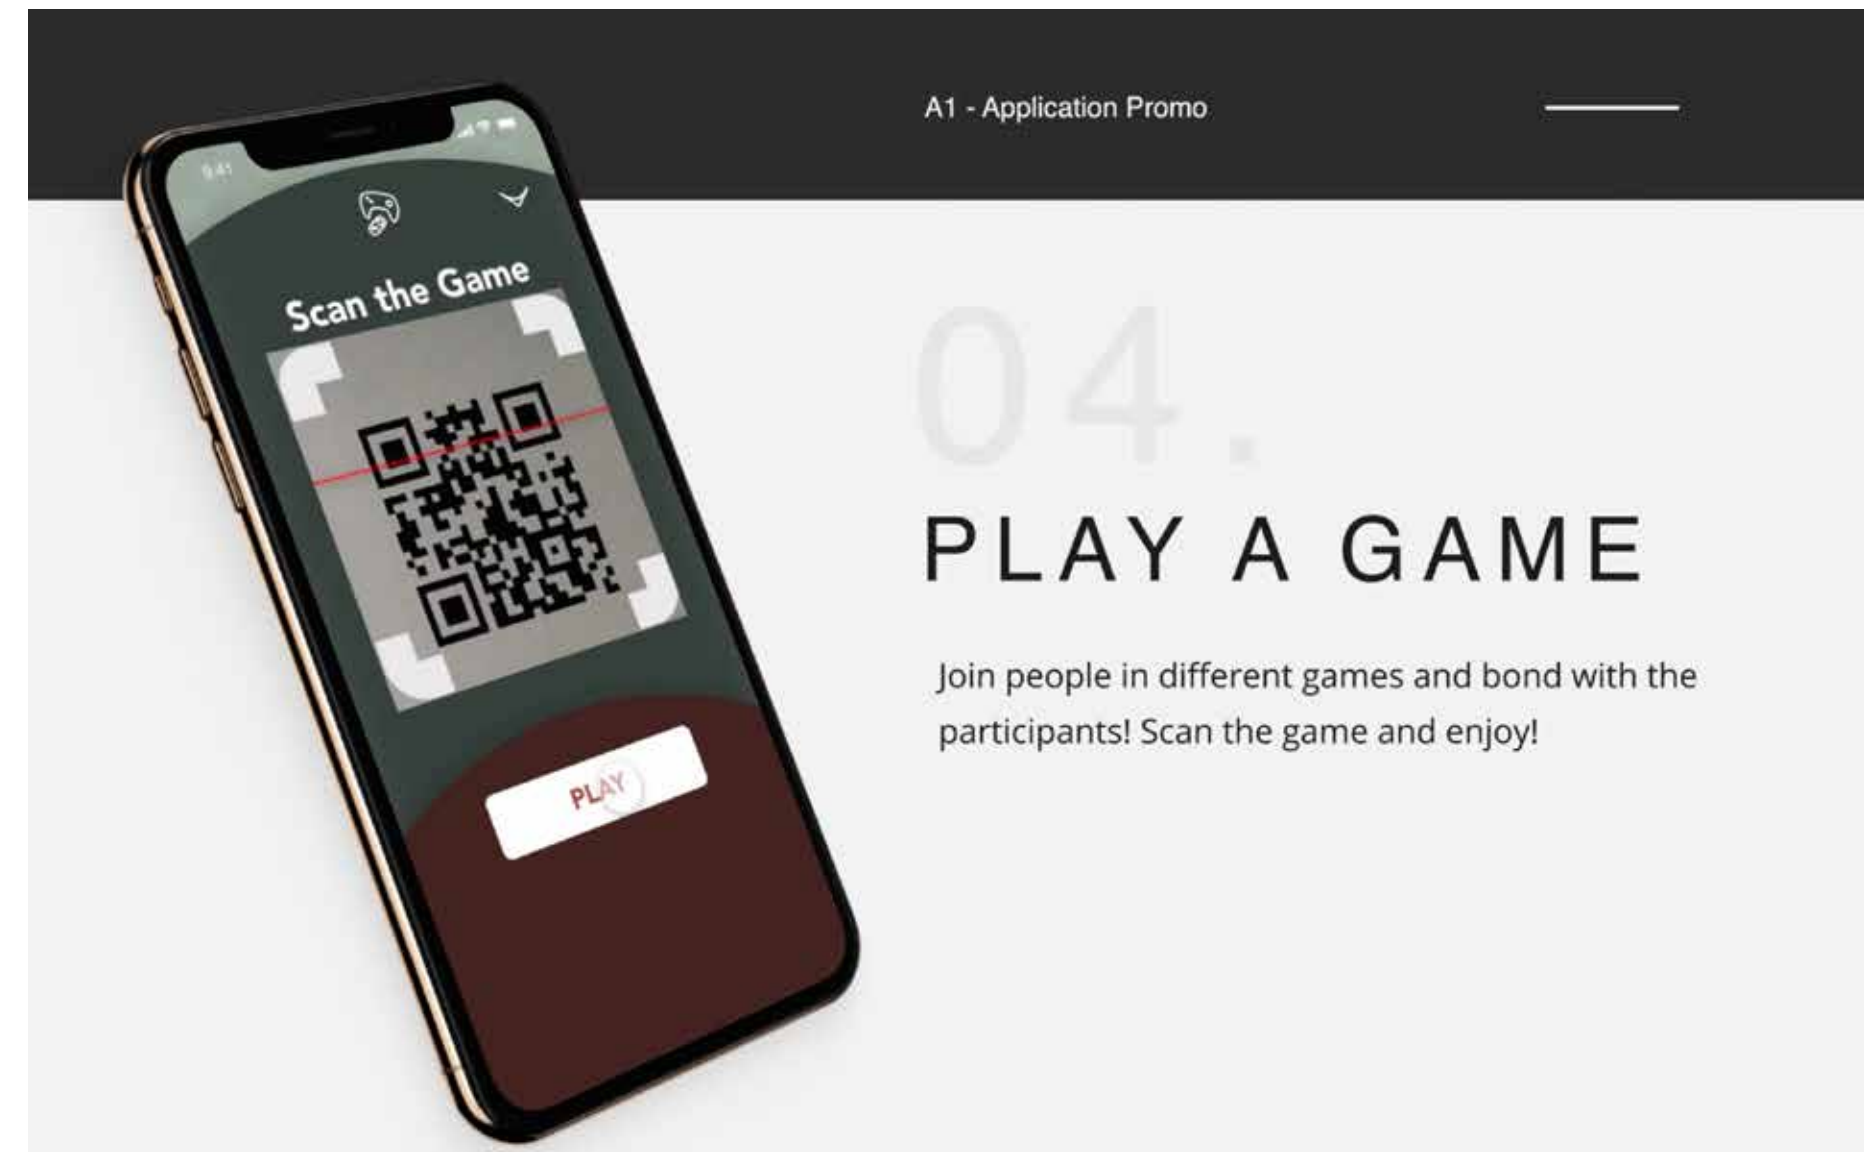 A1 - Application Promo
9:41
Scan the Game
PLAY
04.
PLAY A GAME
Join people in different games and bond with the
participants! Scan the game and enjoy!